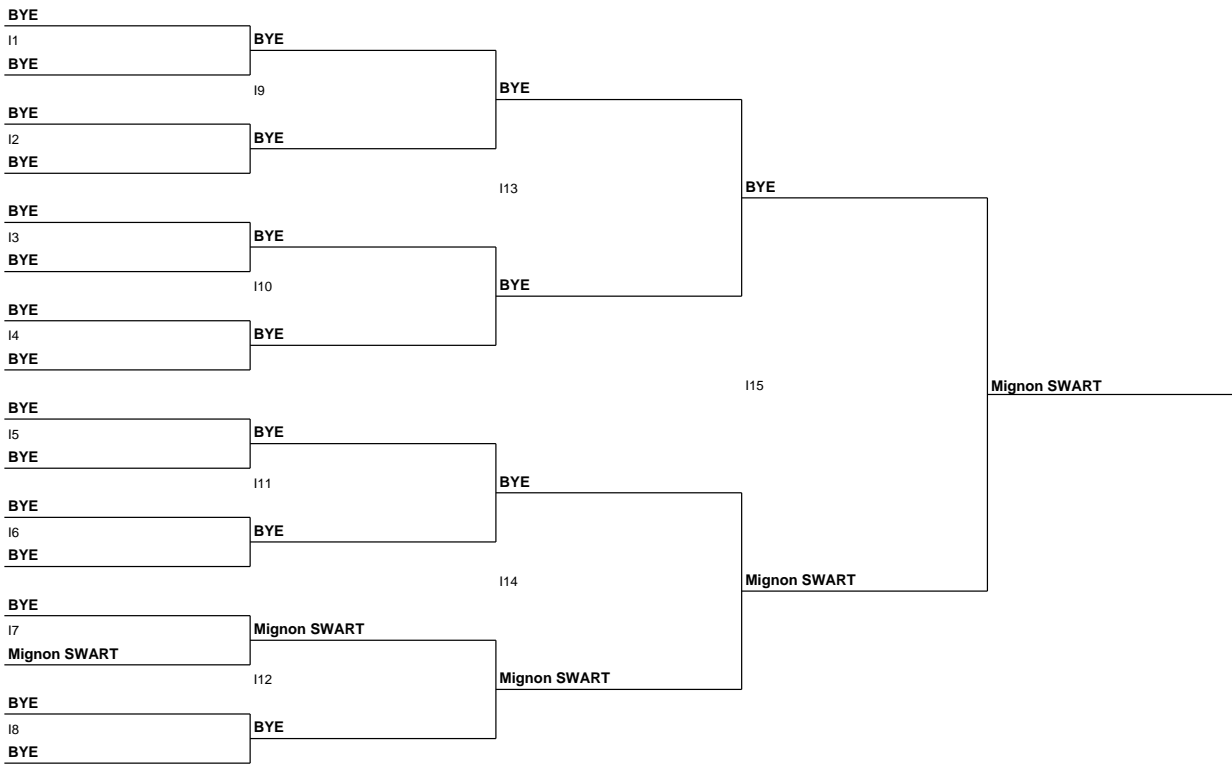 BYE
I1
BYE
BYE
I2
BYE
BYE
I3
BYE
BYE
I4
BYE
BYE
I5
BYE
BYE
I6
BYE
BYE
I7
Mignon SWART
BYE
I8
BYE
BYE
I9
BYE
BYE
I10
BYE
BYE
I11
BYE
Mignon SWART
I12
BYE
BYE
I13
BYE
BYE
I14
Mignon SWART
BYE
I15
Mignon SWART
Mignon SWART